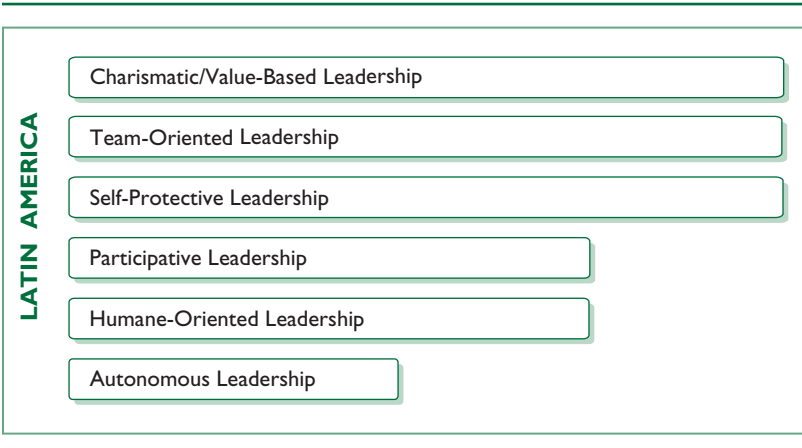 LATIN AMERICA
Charismatic/Value-Based Leadership
Team-Oriented Leadership
Self-Protective Leadership
Participative Leadership
Humane-Oriented Leadership
Autonomous Leadership